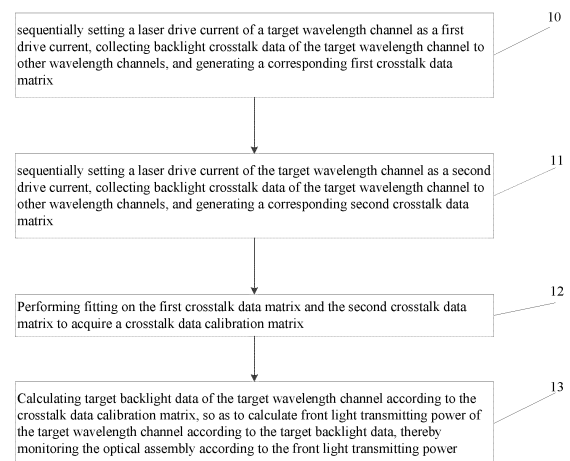 sequentially setting a laser drive current of a target wavelength channel as a first
drive current, collecting backlight crosstalk data of the target wavelength channel to
other wavelength channels, and generating a corresponding first crosstalk data
matrix
10
sequentially setting a laser drive current of the target wavelength channel as a second
drive current, collecting backlight crosstalk data of the target wavelength channel to
other wavelength channels, and generating a corresponding second crosstalk data
matrix
11
Performing fitting on the first crosstalk data matrix and the second crosstalk data
matrix to acquire a crosstalk data calibration matrix
12
Calculating target backlight data of the target wavelength channel according to the
crosstalk data calibration matrix, so as to calculate front light transmitting power of
the target wavelength channel according to the target backlight data, thereby
monitoring the optical assembly according to the front light transmitting power
13